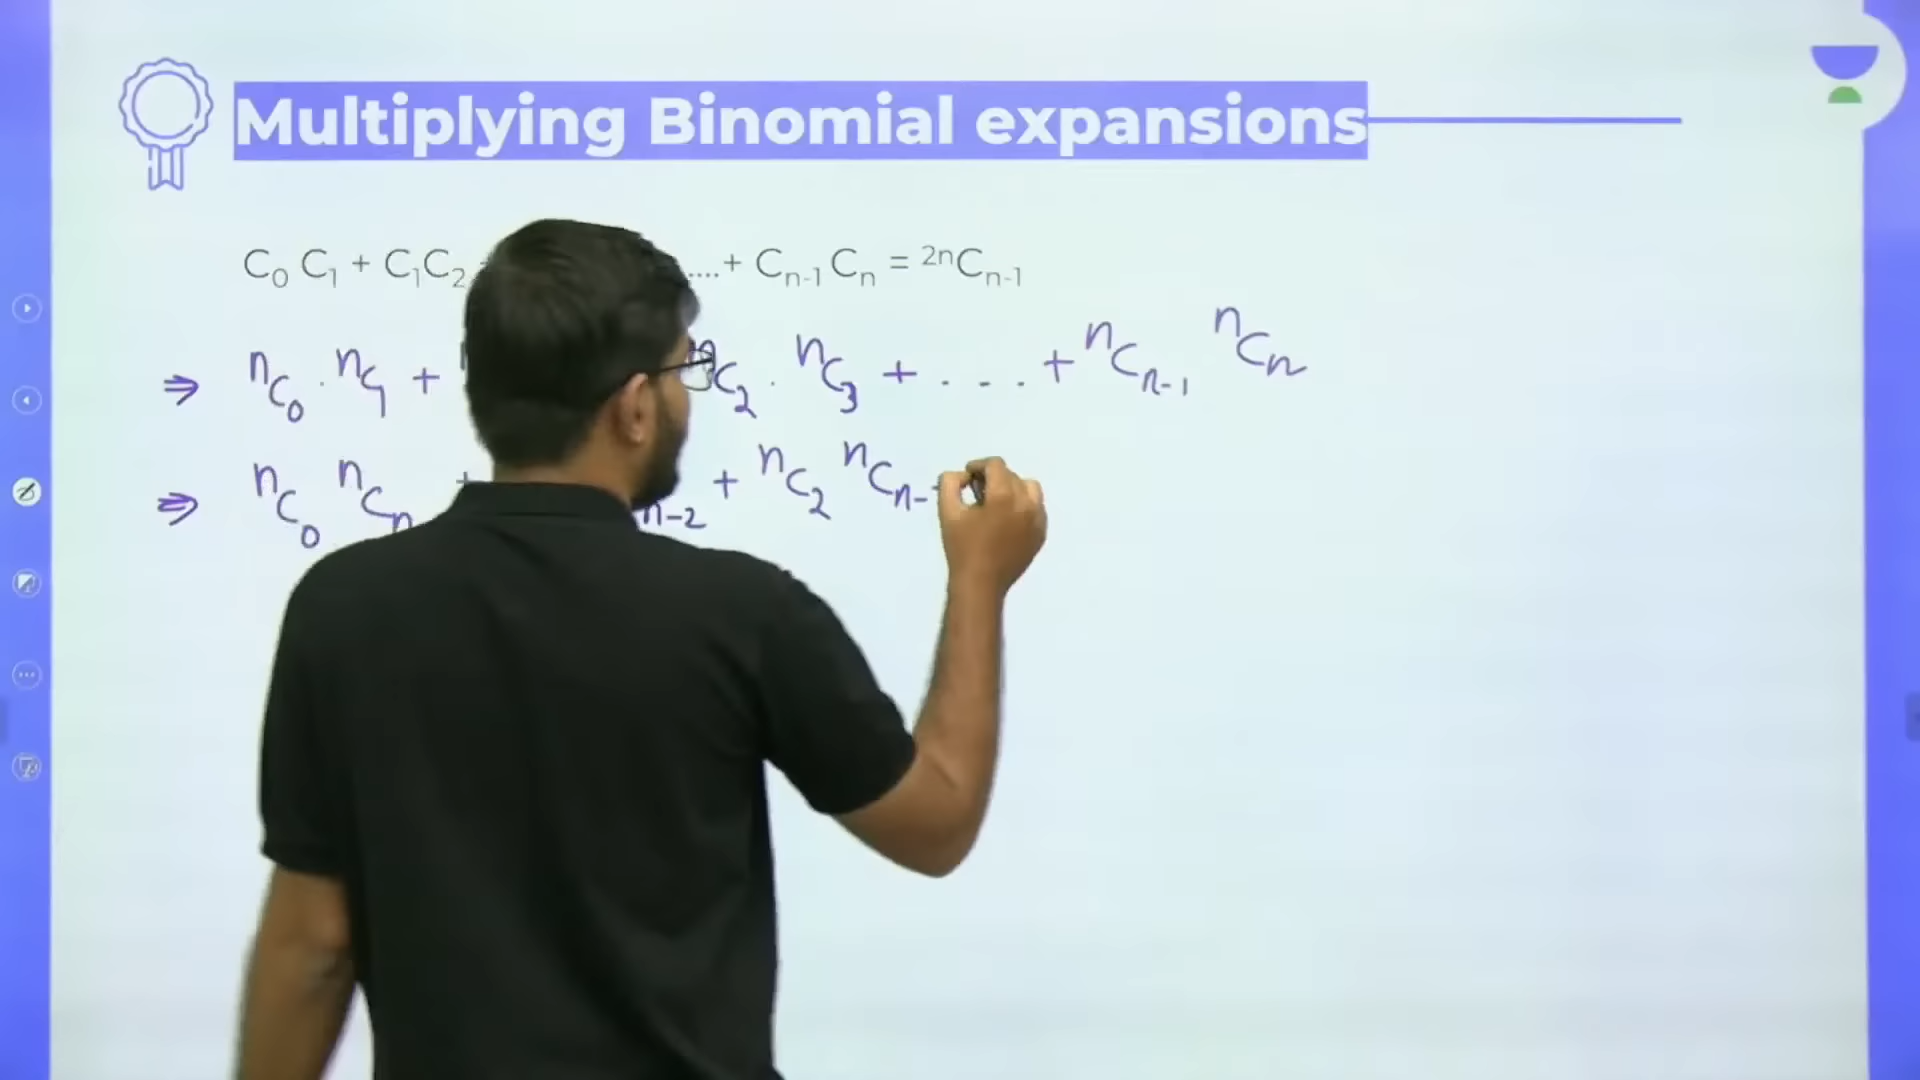 Multiplying Binomial expansions
C₀ C₁ + C₁C₂ ....+ Cₙ₋₁ Cₙ = ²ⁿCₙ₋₁
⇒ ⁿC₀ . ⁿC₁ + ⁿC₂ . ⁿC₃ + . . . + ⁿCₙ₋₁ ⁿCₙ
⇒ ⁿC₀ ⁿCₙ + ₙ₋₂ + ⁿC₂ ⁿCₙ₋